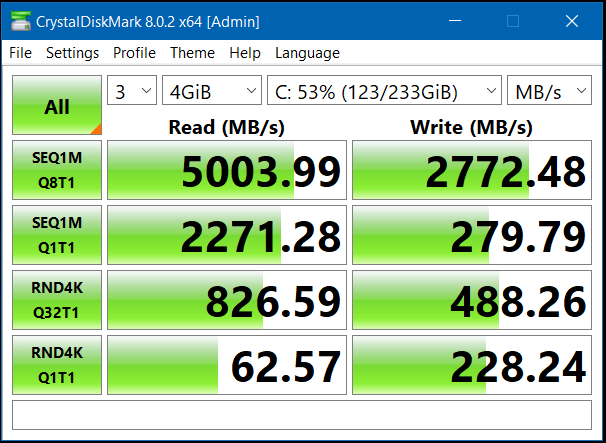 CrystalDiskMark 8.0.2 x64 [Admin]
File Settings Profile Theme Help Language
All 3 4GiB C: 53% (123/233GiB) MB/s
Read (MB/s) Write (MB/s)
SEQ1M
Q8T1 5003.99 2772.48
SEQ1M
Q1T1 2271.28 279.79
RND4K
Q32T1 826.59 488.26
RND4K
Q1T1 62.57 228.24